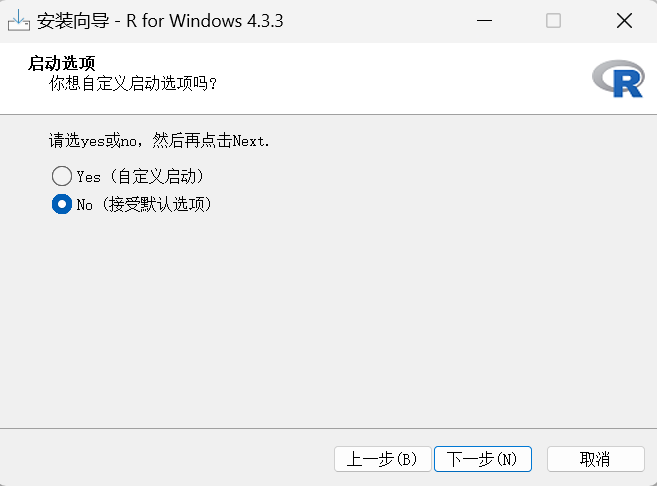 安装向导 - R for Windows 4.3.3
启动选项
你想自定义启动选项吗？
R
请选yes或no，然后再点击Next.
Yes（自定义启动）
No（接受默认选项）
上一步(B) 下一步(N) 取消